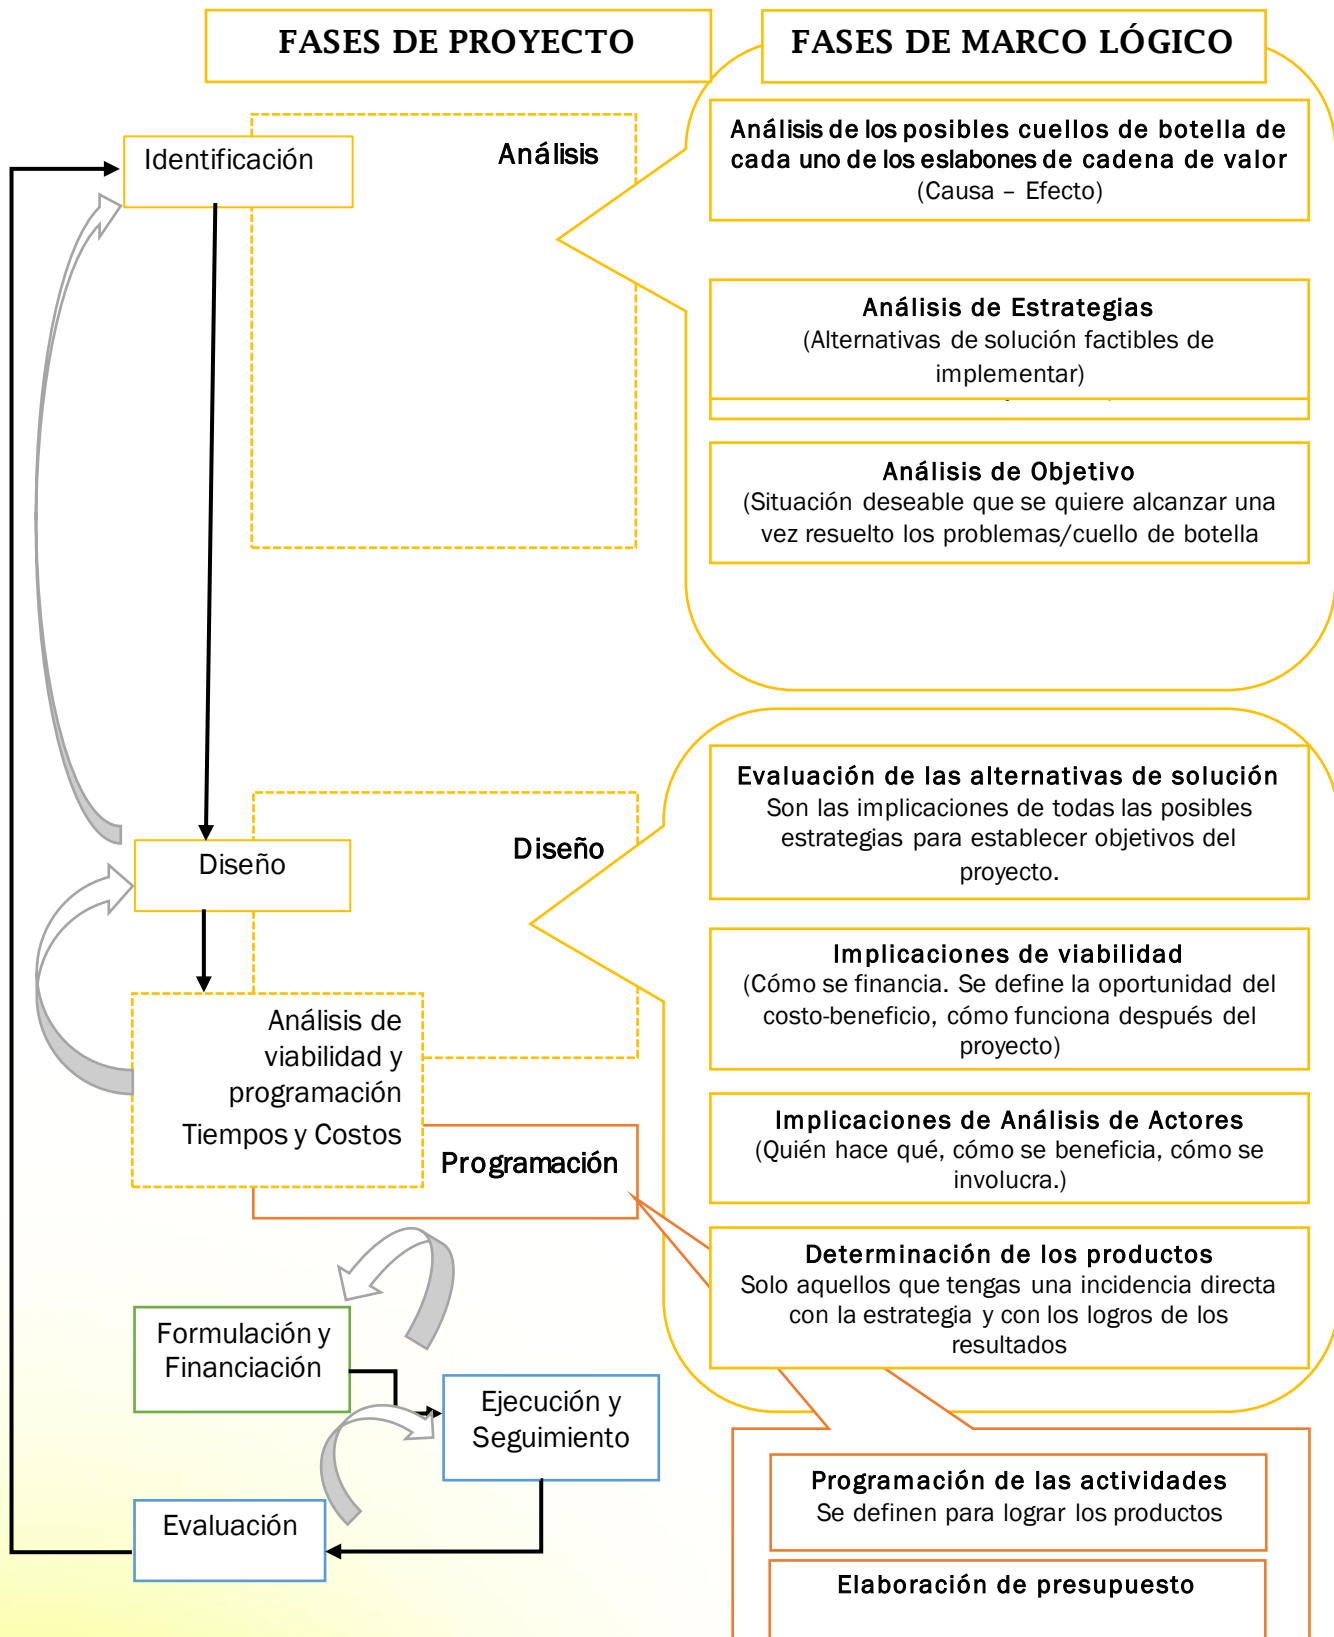 FASES DE PROYECTO
FASES DE MARCO LÓGICO
Identificación
Análisis
Análisis de los posibles cuellos de botella de
cada uno de los eslabones de cadena de valor
(Causa – Efecto)
Análisis de Estrategias
(Alternativas de solución factibles de
implementar)
Análisis de Objetivo
(Situación deseable que se quiere alcanzar una
vez resuelto los problemas/cuello de botella
Diseño
Diseño
Evaluación de las alternativas de solución
Son las implicaciones de todas las posibles
estrategias para establecer objetivos del
proyecto.
Implicaciones de viabilidad
(Cómo se financia. Se define la oportunidad del
costo-beneficio, cómo funciona después del
proyecto)
Análisis de
viabilidad y
programación
Tiempos y Costos
Programación
Implicaciones de Análisis de Actores
(Quién hace qué, cómo se beneficia, cómo se
involucra.)
Determinación de los productos
Solo aquellos que tengas una incidencia directa
con la estrategia y con los logros de los
resultados
Formulación y
Financiación
Ejecución y
Seguimiento
Evaluación
Programación de las actividades
Se definen para lograr los productos
Elaboración de presupuesto